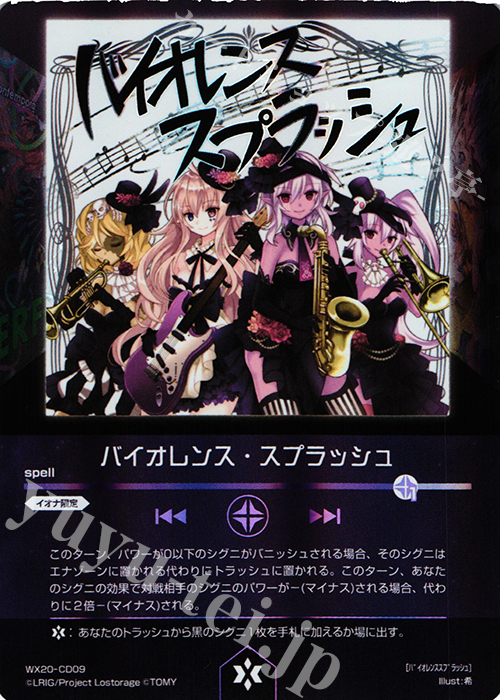 バイオレンス
スプラッシュ
バイオレンス・スプラッシュ
spell
イオナ限定
このターン、パワーが0以下のシグニがバニッシュされる場合、そのシグニは
エナゾーンに置かれる代わりにトラッシュに置かれる。このターン、あなた
のシグニの効果で対戦相手のシグニのパワーが－(マイナス)される場合、代
わりに2倍－(マイナス)される。
：あなたのトラッシュから黒のシグニ1枚を手札に加えるか場に出す。
WX20-CD09
[バイオレンススプラッシュ]
©LRIG/Project Lostorage ©TOMY
Illust:希
yuyu-tei.jp